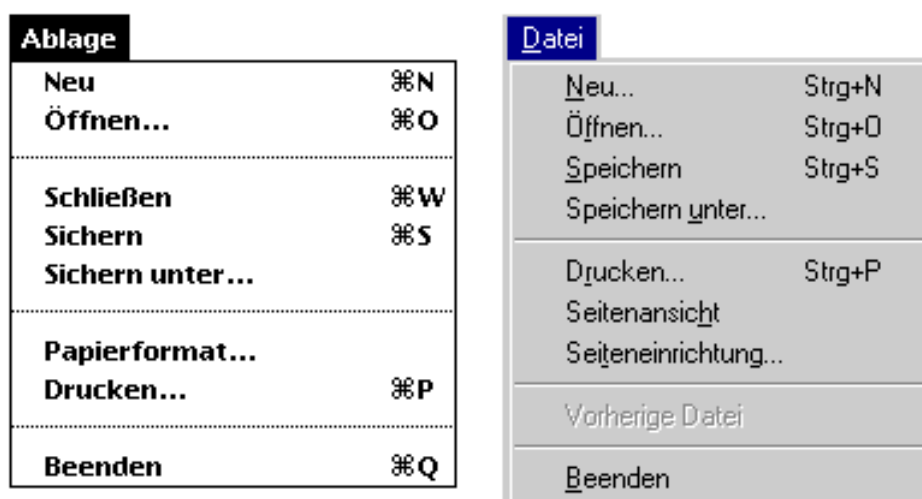 Ablage
Neu ⌘N
Öffnen... ⌘O
Schließen ⌘W
Sichern ⌘S
Sichern unter...
Papierformat...
Drucken... ⌘P
Beenden ⌘Q
Datei
Neu... Strg+N
Öffnen... Strg+O
Speichern Strg+S
Speichern unter...
Drucken... Strg+P
Seitenansicht
Seiteneinrichtung...
Vorherige Datei
Beenden